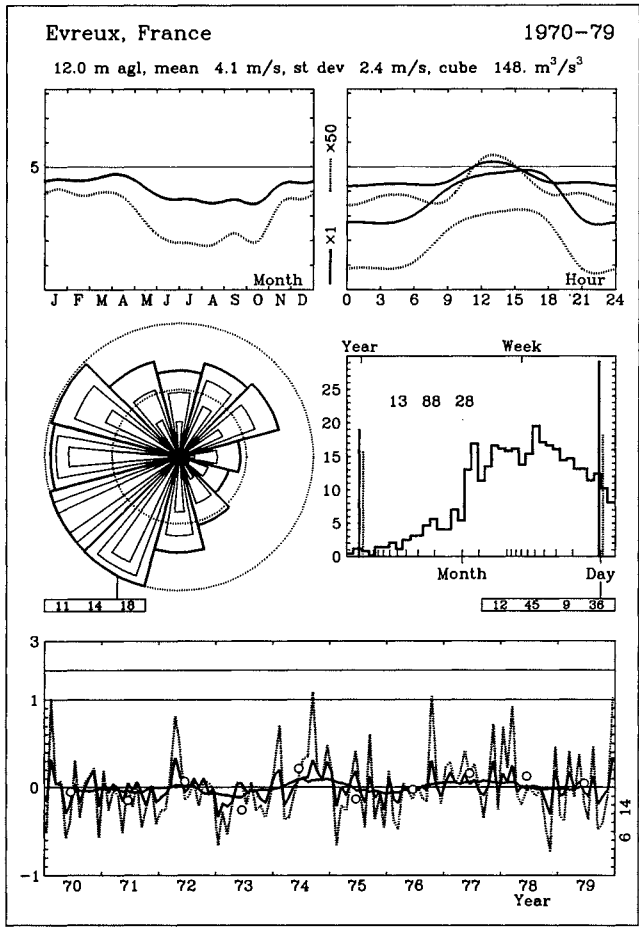 Evreux, France 1970-79
12.0 m agl, mean 4.1 m/s, st dev 2.4 m/s, cube 148. m³/s³
5
Month
J F M A M J J A S O N D
×1 ×50
Hour
0 3 6 9 12 15 18 21 24
Year Week
30
25
20
15
10
5
0
13 88 28
Month Day
11 14 18
12 45 9 36
3
1
0
-1
6 14
70 71 72 73 74 75 76 77 78 79
Year